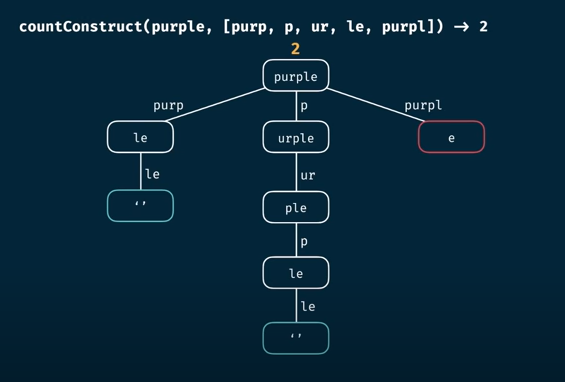 countConstruct(purple, [purp, p, ur, le, purpl]) → 2
2
purple
purp
p
purpl
le
urple
e
le
ur
‘’
ple
p
le
le
‘’